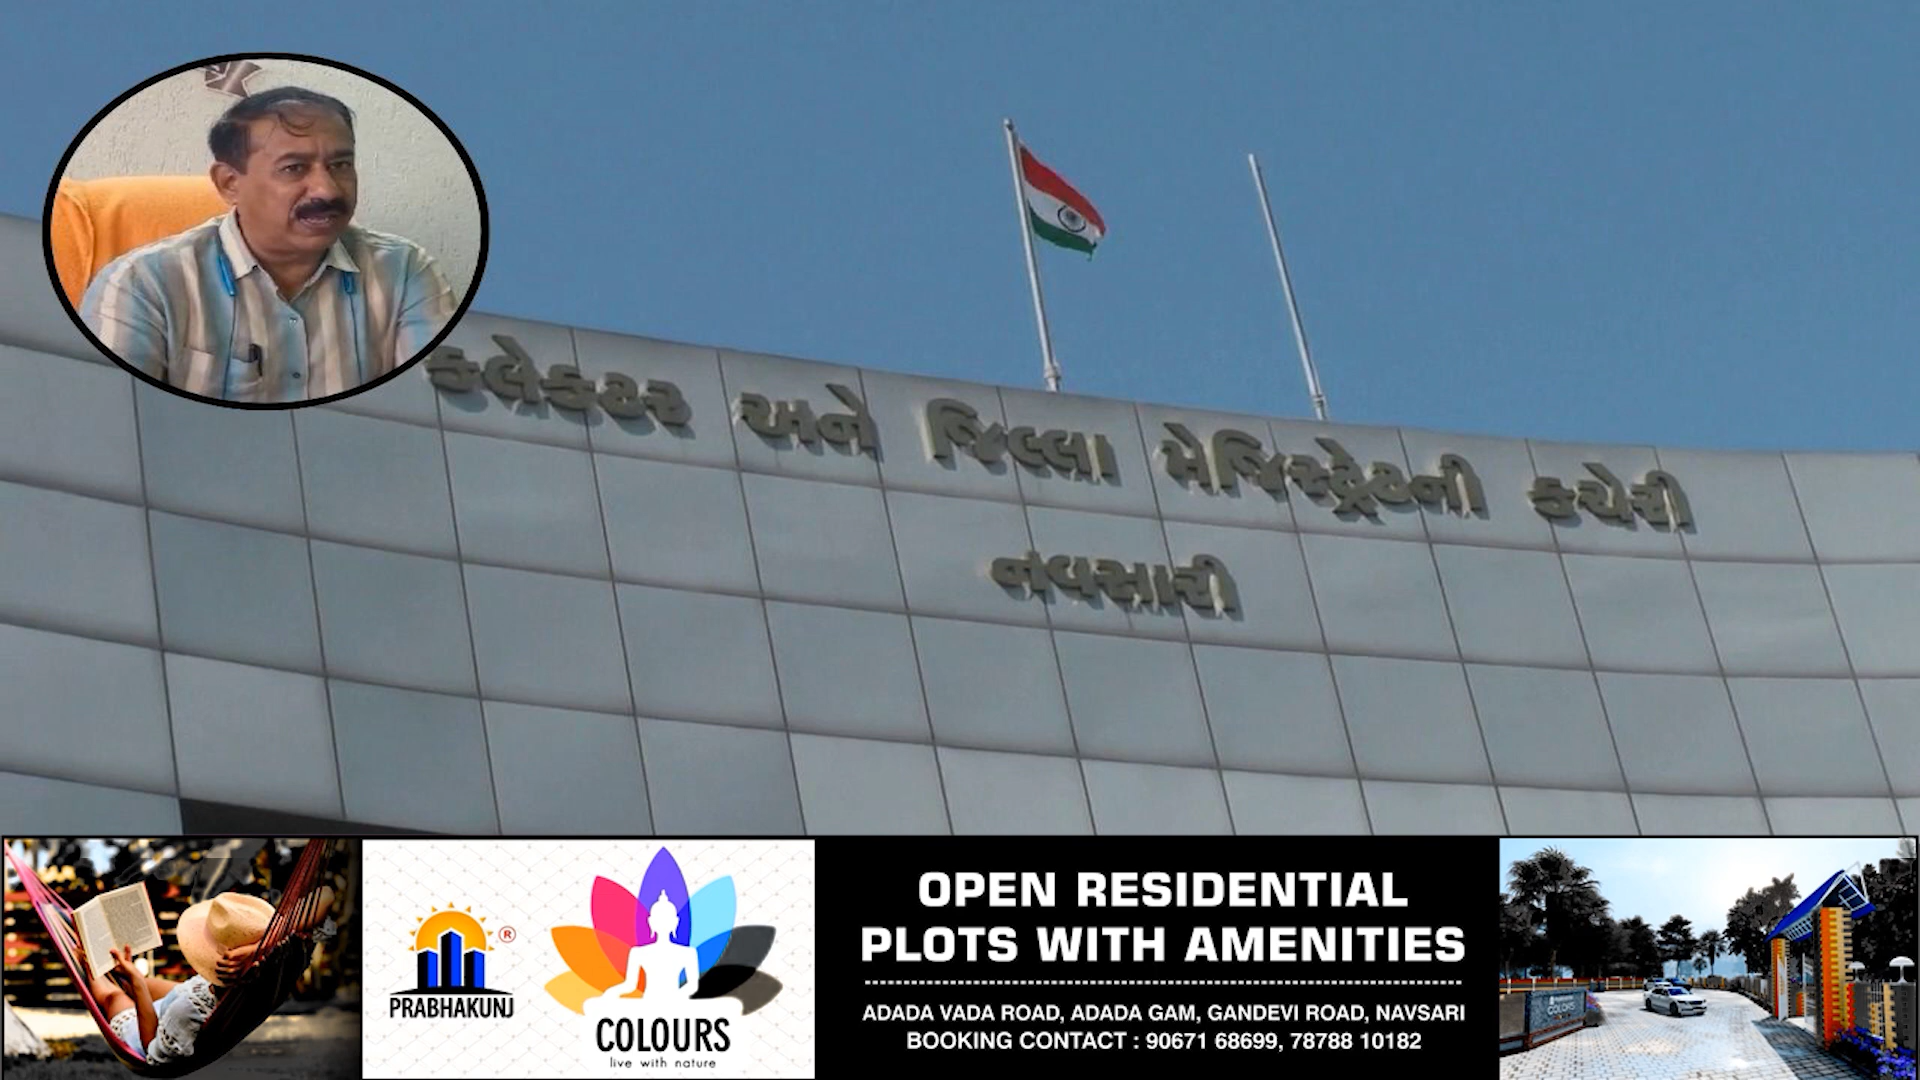 કલેક્ટર અને જિલ્લા મેજિસ્ટ્રેટની કચેરી
નવસારી
PRABHAKUNJ
®
COLOURS
live with nature
OPEN RESIDENTIAL
PLOTS WITH AMENITIES
ADADA VADA ROAD, ADADA GAM, GANDEVI ROAD, NAVSARI
BOOKING CONTACT : 90671 68699, 78788 10182